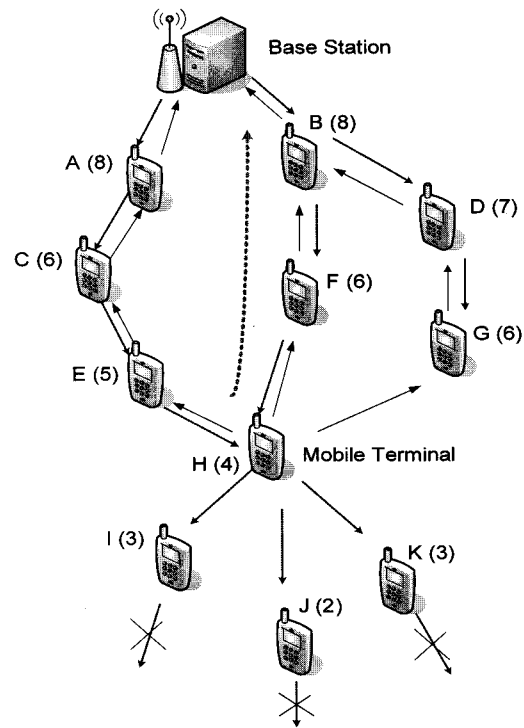 Base Station
B (8)
A (8)
D (7)
C (6)
F (6)
G (6)
E (5)
H (4)
Mobile Terminal
I (3)
K (3)
J (2)